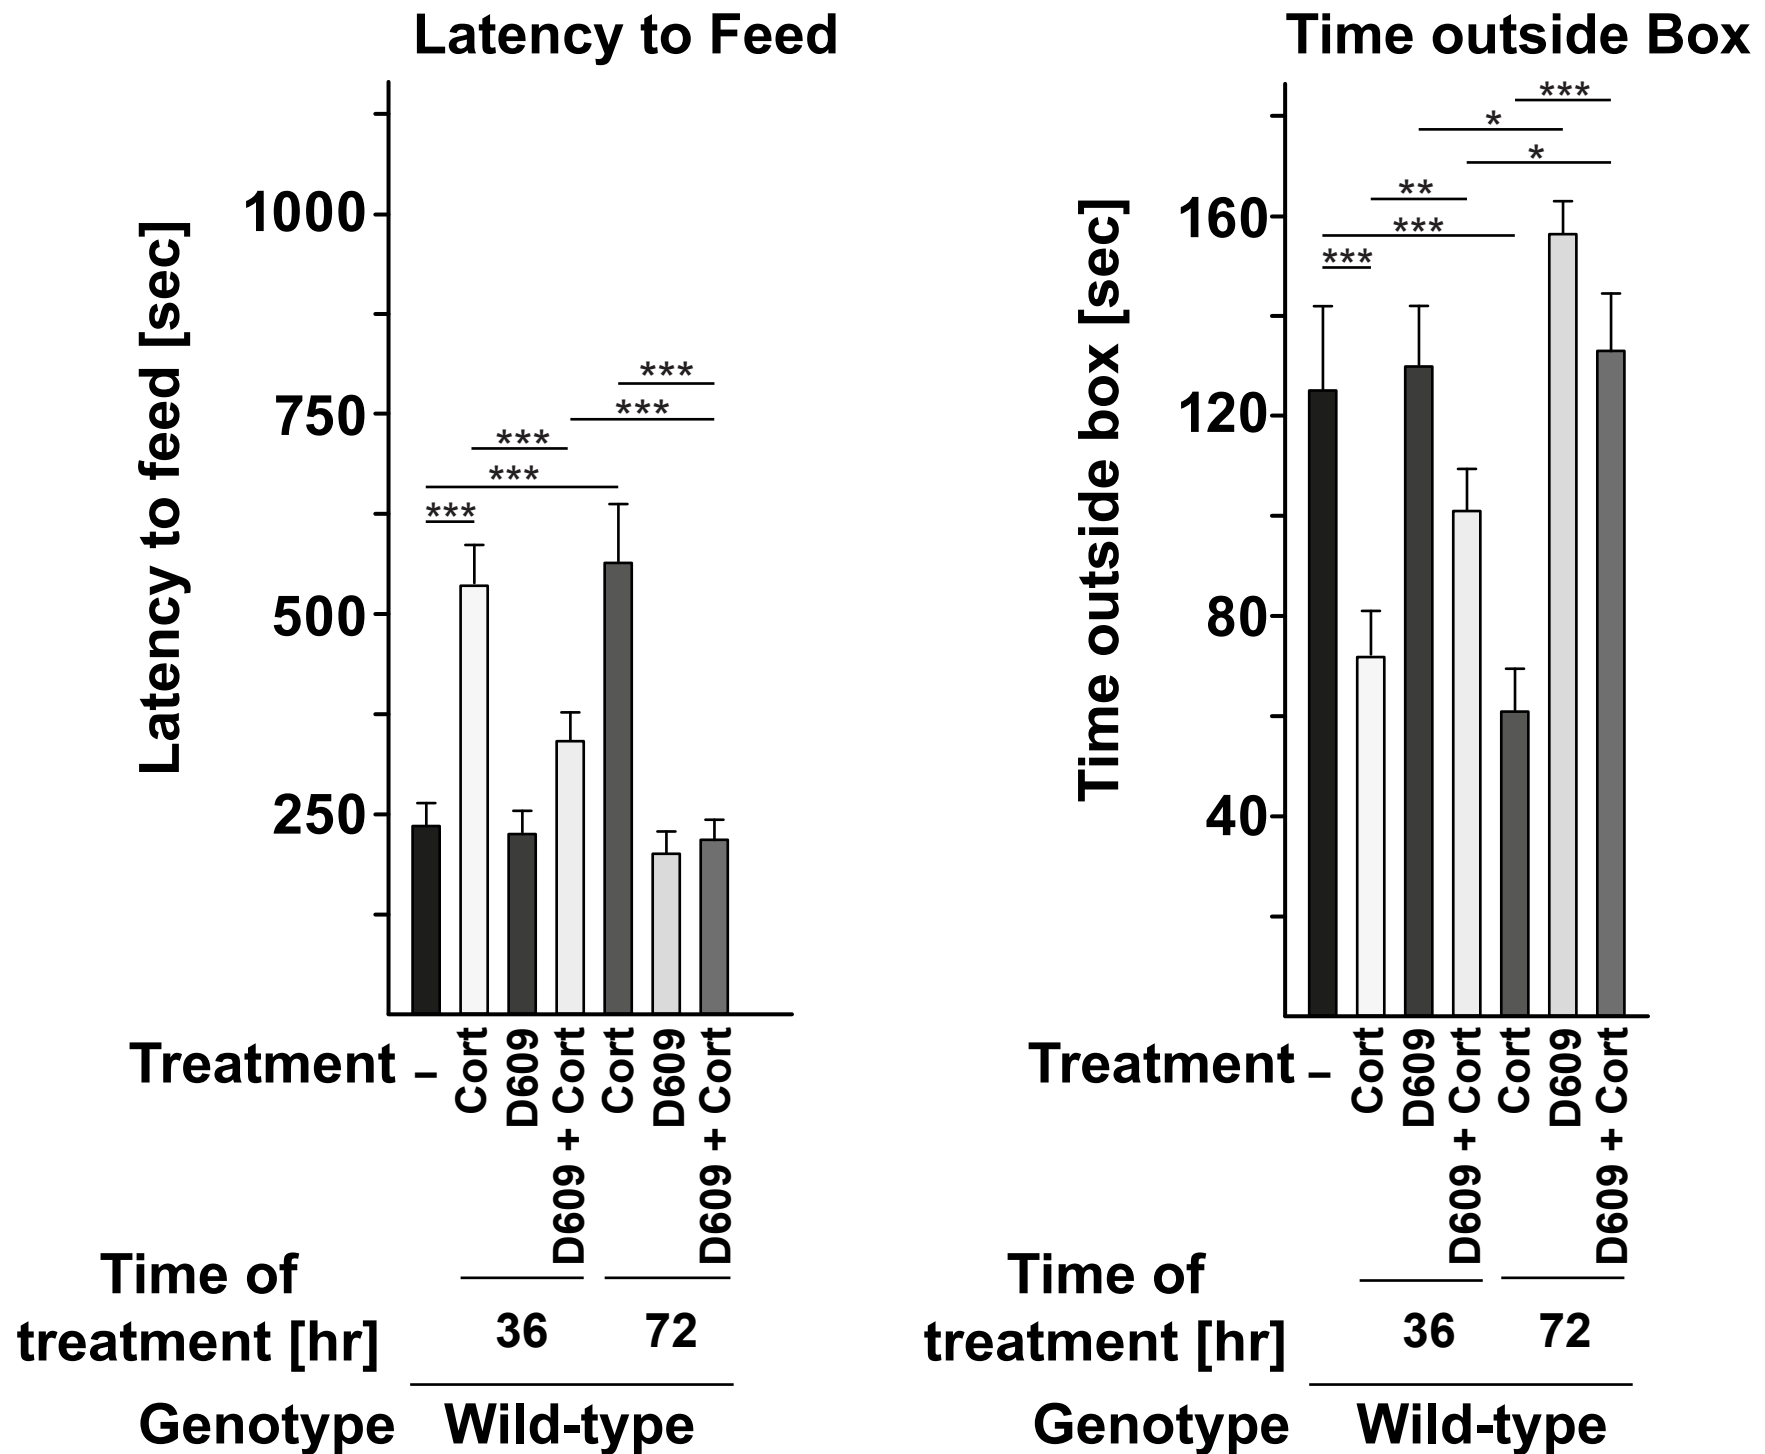 Latency to Feed
Latency to feed [sec]
1000
750
500
250
***
***
***
***
***
Treatment – Cort D609 D609 + Cort Cort D609 D609 + Cort
Time of
treatment [hr] 36 72
Genotype Wild-type
Time outside Box
Time outside box [sec]
160
120
80
40
***
*
*
**
***
***
Treatment – Cort D609 D609 + Cort Cort D609 D609 + Cort
Time of
treatment [hr] 36 72
Genotype Wild-type